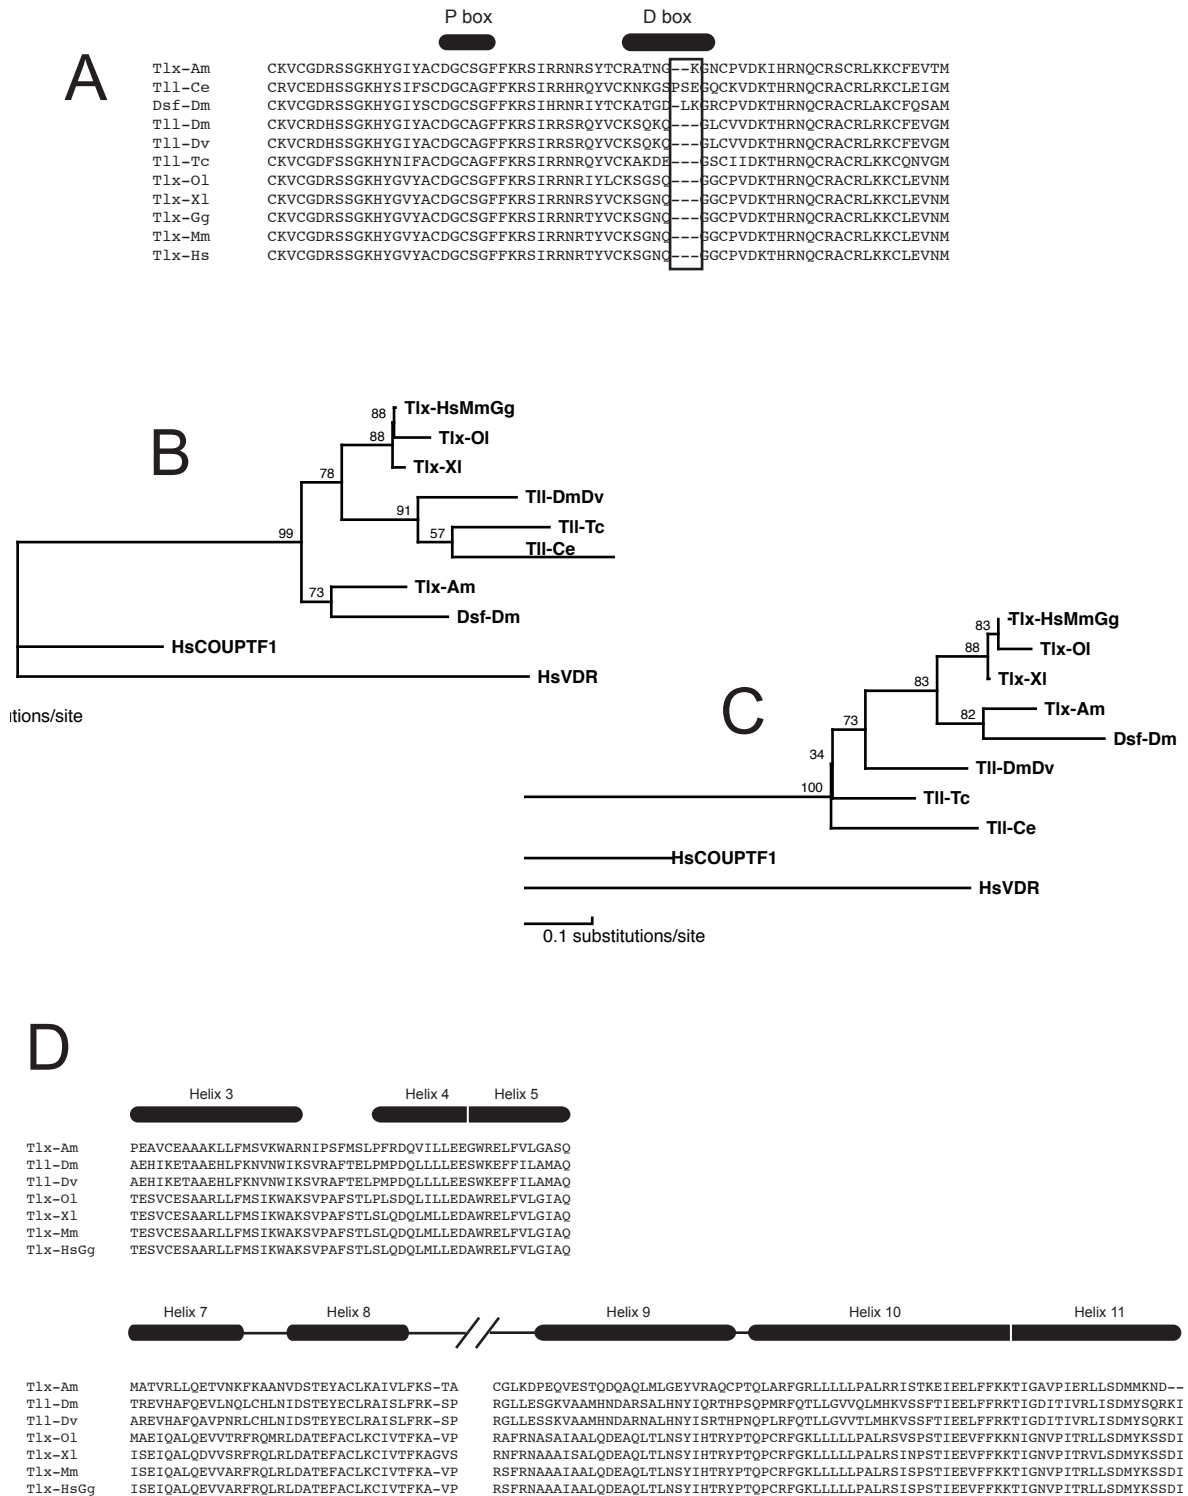 P box D box
A
Tlx-Am CKVCGDRSSGKHYGIYACDGCSGFFKRSIRRNRSYTCRATNG--KGNCPVDKIHRNQCRSCRLKKCFEVTM
Tll-Ce CRVCEDHSSGKHYSIFSCDGCAGFFKRSIRRHRQYVCKNKGSPSEGQCKVDKTHRNQCRACRLRKCLEIGM
Dsf-Dm CKVCGDRSSGKHYGIYSCDGCSGFFKRSIHRNRIYTCKATGD-LKGRCPVDKTHRNQCRACRLAKCFQSAM
Tll-Dm CKVCRDHSSGKHYGIYACDGCAGFFKRSIRRSRQYVCKSQKQ---GLCVVDKTHRNQCRACRLRKCFEVGM
Tll-Dv CKVCRDHSSGKHYGIYACDGCAGFFKRSIRRSRQYVCKSQKQ---GLCVVDKTHRNQCRACRLRKCFEVGM
Tll-Tc CKVCGDFSSGKHYNIFACDGCAGFFKRSIRRNRQYVCKAKDE---GSCIIDKTHRNQCRACRLKKCQNVGM
Tlx-Ol CKVCGDRSSGKHYGVYACDGCSGFFKRSIRRNRIYLCKSGSQ---GGCPVDKTHRNQCRACRLKKCLEVNM
Tlx-Xl CKVCGDRSSGKHYGVYACDGCSGFFKRSIRRNRSYVCKSGNQ---GGCPVDKTHRNQCRACRLKKCLEVNM
Tlx-Gg CKVCGDRSSGKHYGVYACDGCSGFFKRSIRRNRTYVCKSGNQ---GGCPVDKTHRNQCRACRLKKCLEVNM
Tlx-Mm CKVCGDRSSGKHYGVYACDGCSGFFKRSIRRNRTYVCKSGNQ---GGCPVDKTHRNQCRACRLKKCLEVNM
Tlx-Hs CKVCGDRSSGKHYGVYACDGCSGFFKRSIRRNRTYVCKSGNQ---GGCPVDKTHRNQCRACRLKKCLEVNM
B
88 Tlx-HsMmGg
88 Tlx-Ol
Tlx-Xl
78
Tll-DmDv
91
57 Tll-Tc
Tll-Ce
99
73 Tlx-Am
Dsf-Dm
HsCOUPTF1
HsVDR
tions/site
C
83 Tlx-HsMmGg
88 Tlx-Ol
Tlx-Xl
83
82 Tlx-Am
Dsf-Dm
73
34 Tll-DmDv
100 Tll-Tc
Tll-Ce
HsCOUPTF1
HsVDR
0.1 substitutions/site
D
Helix 3 Helix 4 Helix 5
Tlx-Am PEAVCEAAAKLLFMSVKWARNIPSFMSLPFRDQVILLEEGWRELFVLGASQ
Tll-Dm AEHIKETAAEHLFKNVNWIKSVRAFTELPMPDQLLLLEESWKEFFILAMAQ
Tll-Dv AEHIKETAAEHLFKNVNWIKSVRAFTELPMPDQLLLLEESWKEFFILAMAQ
Tlx-Ol TESVCESAARLLFMSIKWAKSVPAFSTLPLSDQLILLEDAWRELFVLGIAQ
Tlx-Xl TESVCESAARLLFMSIKWAKSVPAFSTLSLQDQLMLLEDAWRELFVLGIAQ
Tlx-Mm TESVCESAARLLFMSIKWAKSVPAFSTLSLQDQLMLLEDAWRELFVLGIAQ
Tlx-HsGg TESVCESAARLLFMSIKWAKSVPAFSTLSLQDQLMLLEDAWRELFVLGIAQ
Helix 7 Helix 8 Helix 9 Helix 10 Helix 11
Tlx-Am MATVRLLQETVNKFKAANVDSTEYACLKAIVLFKS-TA CGLKDPEQVESTQDQAQLMLGEYVRAQCPTQLARFGRLLLLLPALRRISTKEIEELFFKKTIGAVPIERLLSDMMKND--
Tll-Dm TREVHAFQEVLNQLCHLNIDSTEYECLRAISLFRK-SP RGLLESGKVAAMHNDARSALHNYIQRTHPSQPMRFQTLLGVVQLMHKVSSFTIEELFFRKTIGDITIVRLISDMYSQRKI
Tll-Dv AREVHAFQAVPNRLCHLNIDSTEYECLRAISLFRK-SP RGLLESSKVAAMHNDARNALHNYISRTHPNQPLRFQTLLGVVTLMHKVSSFTIEELFFRKTIGDITIVRLISDMYSQRKI
Tlx-Ol MAEIQALQEVVTRFRQMRLDATEFACLKCIVTFKA-VP RAFRNASAIAALQDEAQLTLNSYIHTRYPTQPCRFGKLLLLLPALRSVSPSTIEEVFFKKNIGNVPITRLLSDMYKSSDI
Tlx-Xl ISEIQALQDVVSRFRQLRLDATEFACLKCIVTFKAGVS RNFRNAAAISALQDEAQLTLNSYIHTRYPTQPCRFGKLLLLLPALRSINPSTIEEVFFKKTIGNVPITRVLSDMYKSSDI
Tlx-Mm ISEIQALQEVVARFRQLRLDATEFACLKCIVTFKA-VP RSFRNAAAIAALQDEAQLTLNSYIHTRYPTQPCRFGKLLLLLPALRSISPSTIEEVFFKKTIGNVPITRLLSDMYKSSDI
Tlx-HsGg ISEIQALQEVVARFRQLRLDATEFACLKCIVTFKA-VP RSFRNAAAIAALQDEAQLTLNSYIHTRYPTQPCRFGKLLLLLPALRSISPSTIEEVFFKKTIGNVPITRLLSDMYKSSDI